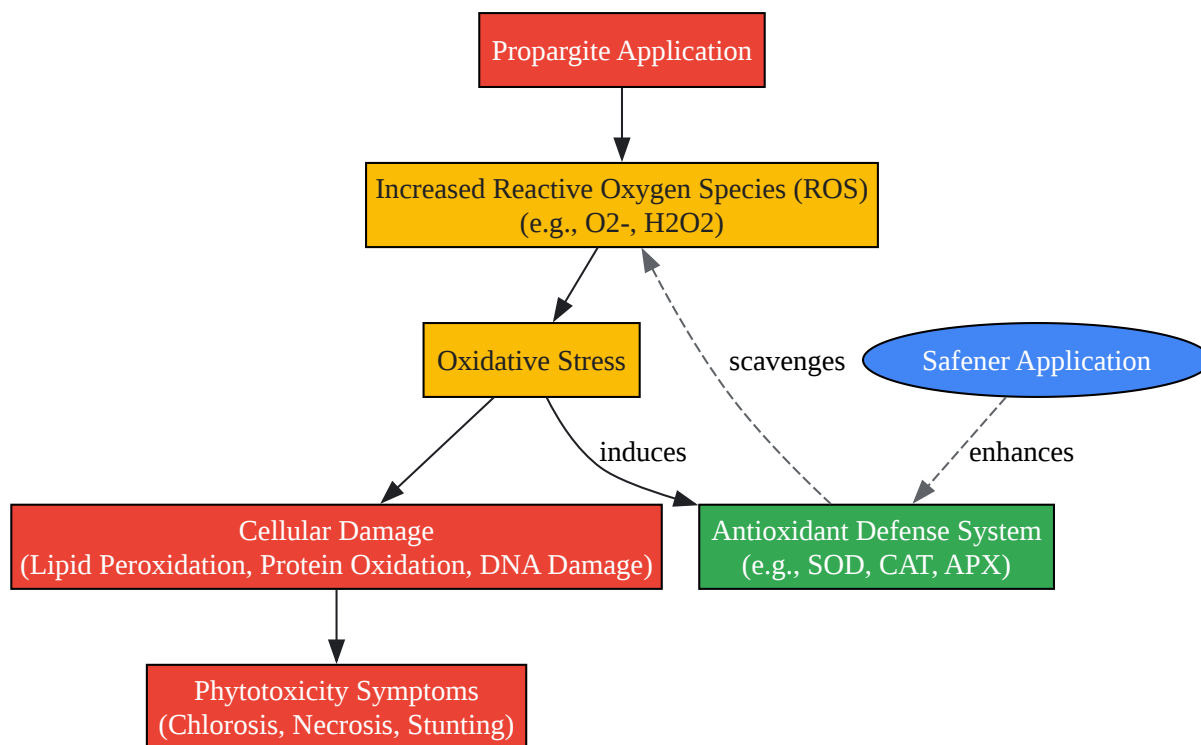 Propargite Application
Increased Reactive Oxygen Species (ROS)
(e.g., O2-, H2O2)
Oxidative Stress
scavenges
Safener Application
induces
enhances
Cellular Damage
(Lipid Peroxidation, Protein Oxidation, DNA Damage)
Antioxidant Defense System
(e.g., SOD, CAT, APX)
Phytotoxicity Symptoms
(Chlorosis, Necrosis, Stunting)